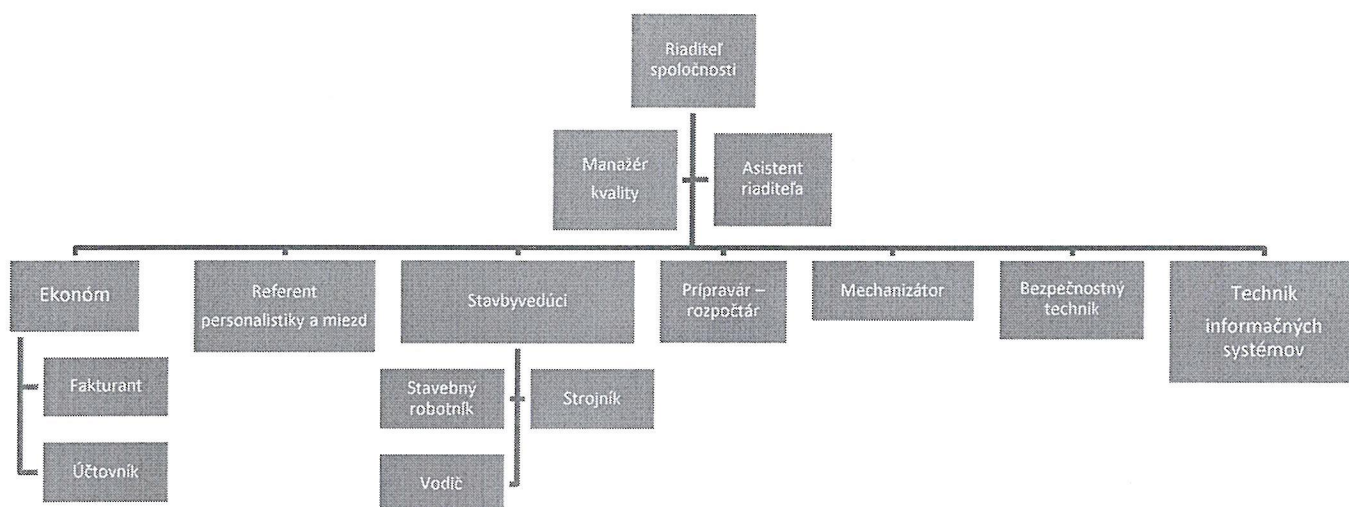 Riaditeľ
spoločnosti
Manažér
kvality
Asistent
riaditeľa
Ekonóm
Referent
personalistiky a miezd
Stavbyvedúci
Prípravár –
rozpočtár
Mechanizátor
Bezpečnostný
technik
Technik
informačných
systémov
Fakturant
Účtovník
Stavebný
robotník
Strojník
Vodič